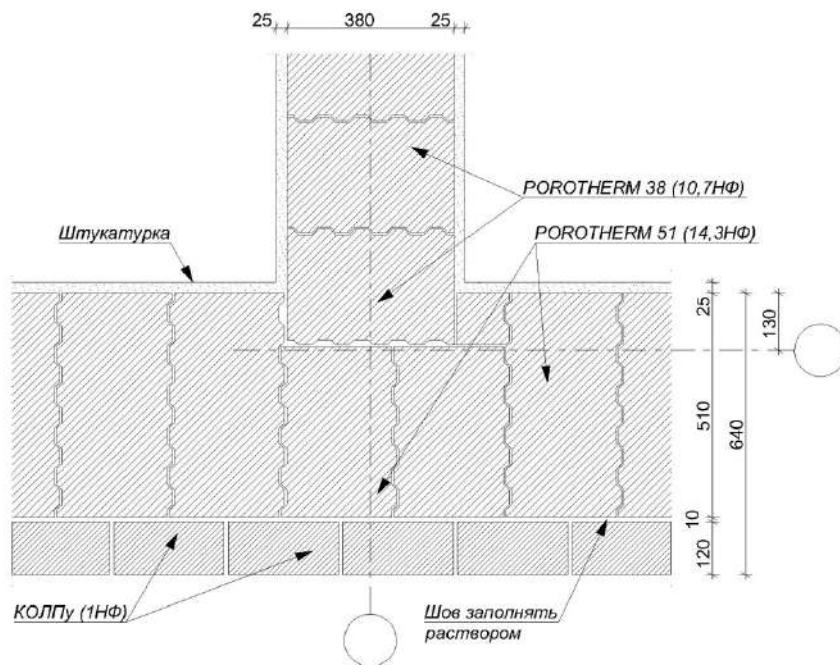 25 380 25
POROTHERM 38 (10,7НФ)
Штукатурка
POROTHERM 51 (14,3НФ)
25
130
510
640
10
120
КОЛПу (1НФ)
Шов заполнять
раствором